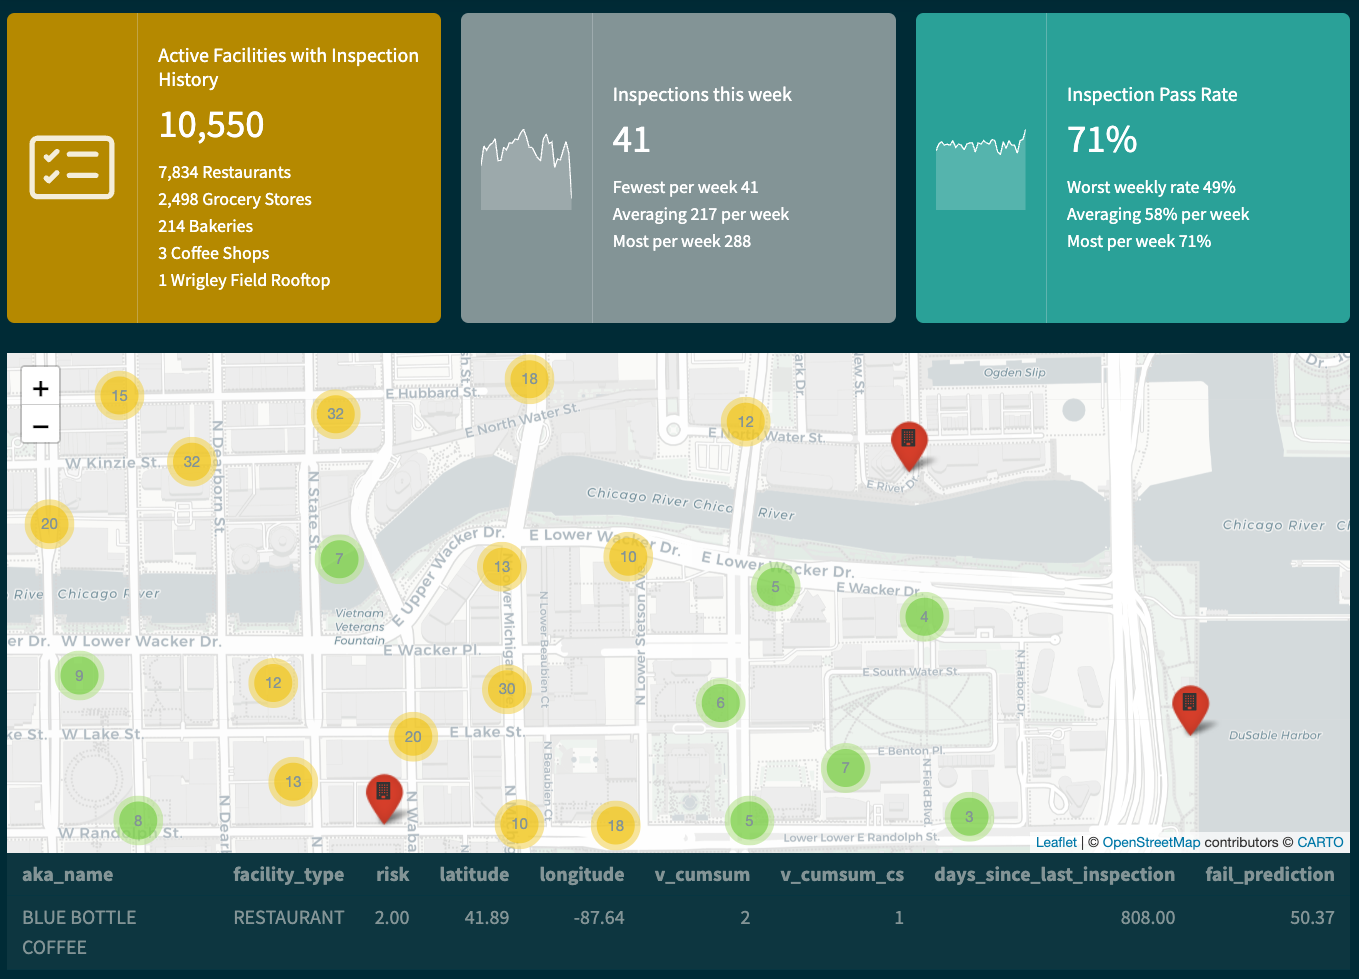 Active Facilities with Inspection
History
10,550
7,834 Restaurants
2,498 Grocery Stores
214 Bakeries
3 Coffee Shops
1 Wrigley Field Rooftop
Inspections this week
41
Fewest per week 41
Averaging 217 per week
Most per week 288
Inspection Pass Rate
71%
Worst weekly rate 49%
Averaging 58% per week
Most per week 71%
+
−
15
32
18
12
E Hubbard St.
E North Water St.
E North Water St.
Ogden Slip
W Kinzie St.
32
N Dearborn St.
N State St.
E River Dr.
20
Chicago River
River
Chicago River
7
13
10
E Lower Wacker Dr.
E Lower Wacker Dr.
E Upper Wacker Dr.
5
E Wacker Dr.
4
Chicago River
Vietnam
Veterans
Fountain
W Lower Wacker Dr.
E Wacker Pl.
N Lower Beaubien Ct.
9
12
30
6
E South Water St.
N Harbor Dr.
W Lake St.
20
E Lake St.
DuSable Harbor
E Benton Pl.
7
N Field Blvd.
N Beaubien Ct.
13
8
W Randolph St.
10
18
5
3
Lower Lower E Randolph St.
Leaflet | © OpenStreetMap contributors © CARTO
aka_name facility_type risk latitude longitude v_cumsum v_cumsum_cs days_since_last_inspection fail_prediction
BLUE BOTTLE RESTAURANT 2.00 41.89 -87.64 2 1 808.00 50.37
COFFEE